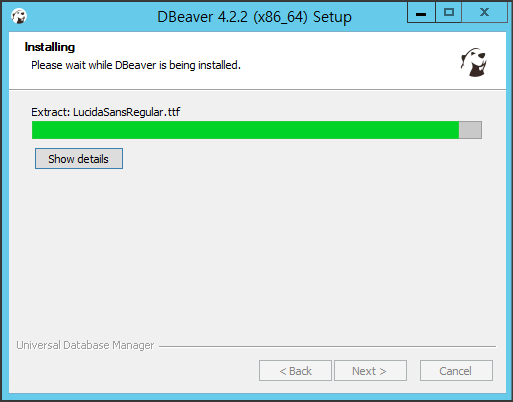 DBeaver 4.2.2 (x86_64) Setup
Installing
Please wait while DBeaver is being installed.
Extract: LucidaSansRegular.ttf
Show details
Universal Database Manager
< Back Next > Cancel